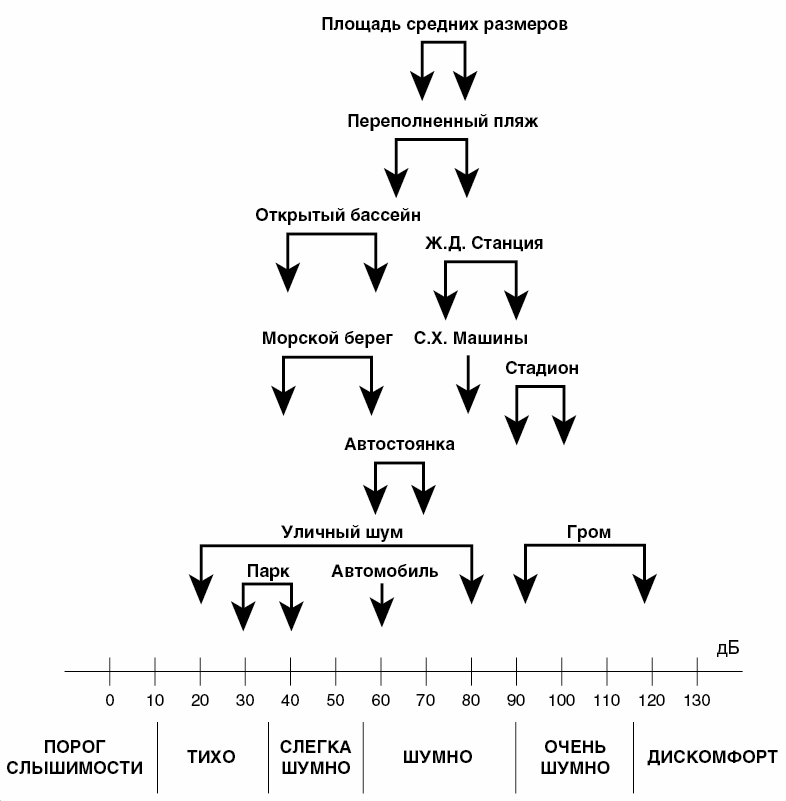 Площадь средних размеров
Переполненный пляж
Открытый бассейн
Ж.Д. Станция
Морской берег
С.Х. Машины
Стадион
Автостоянка
Уличный шум
Гром
Парк
Автомобиль
дБ
0 10 20 30 40 50 60 70 80 90 100 110 120 130
ПОРОГ СЛЫШИМОСТИ
ТИХО
СЛЕГКА ШУМНО
ШУМНО
ОЧЕНЬ ШУМНО
ДИСКОМФОРТ